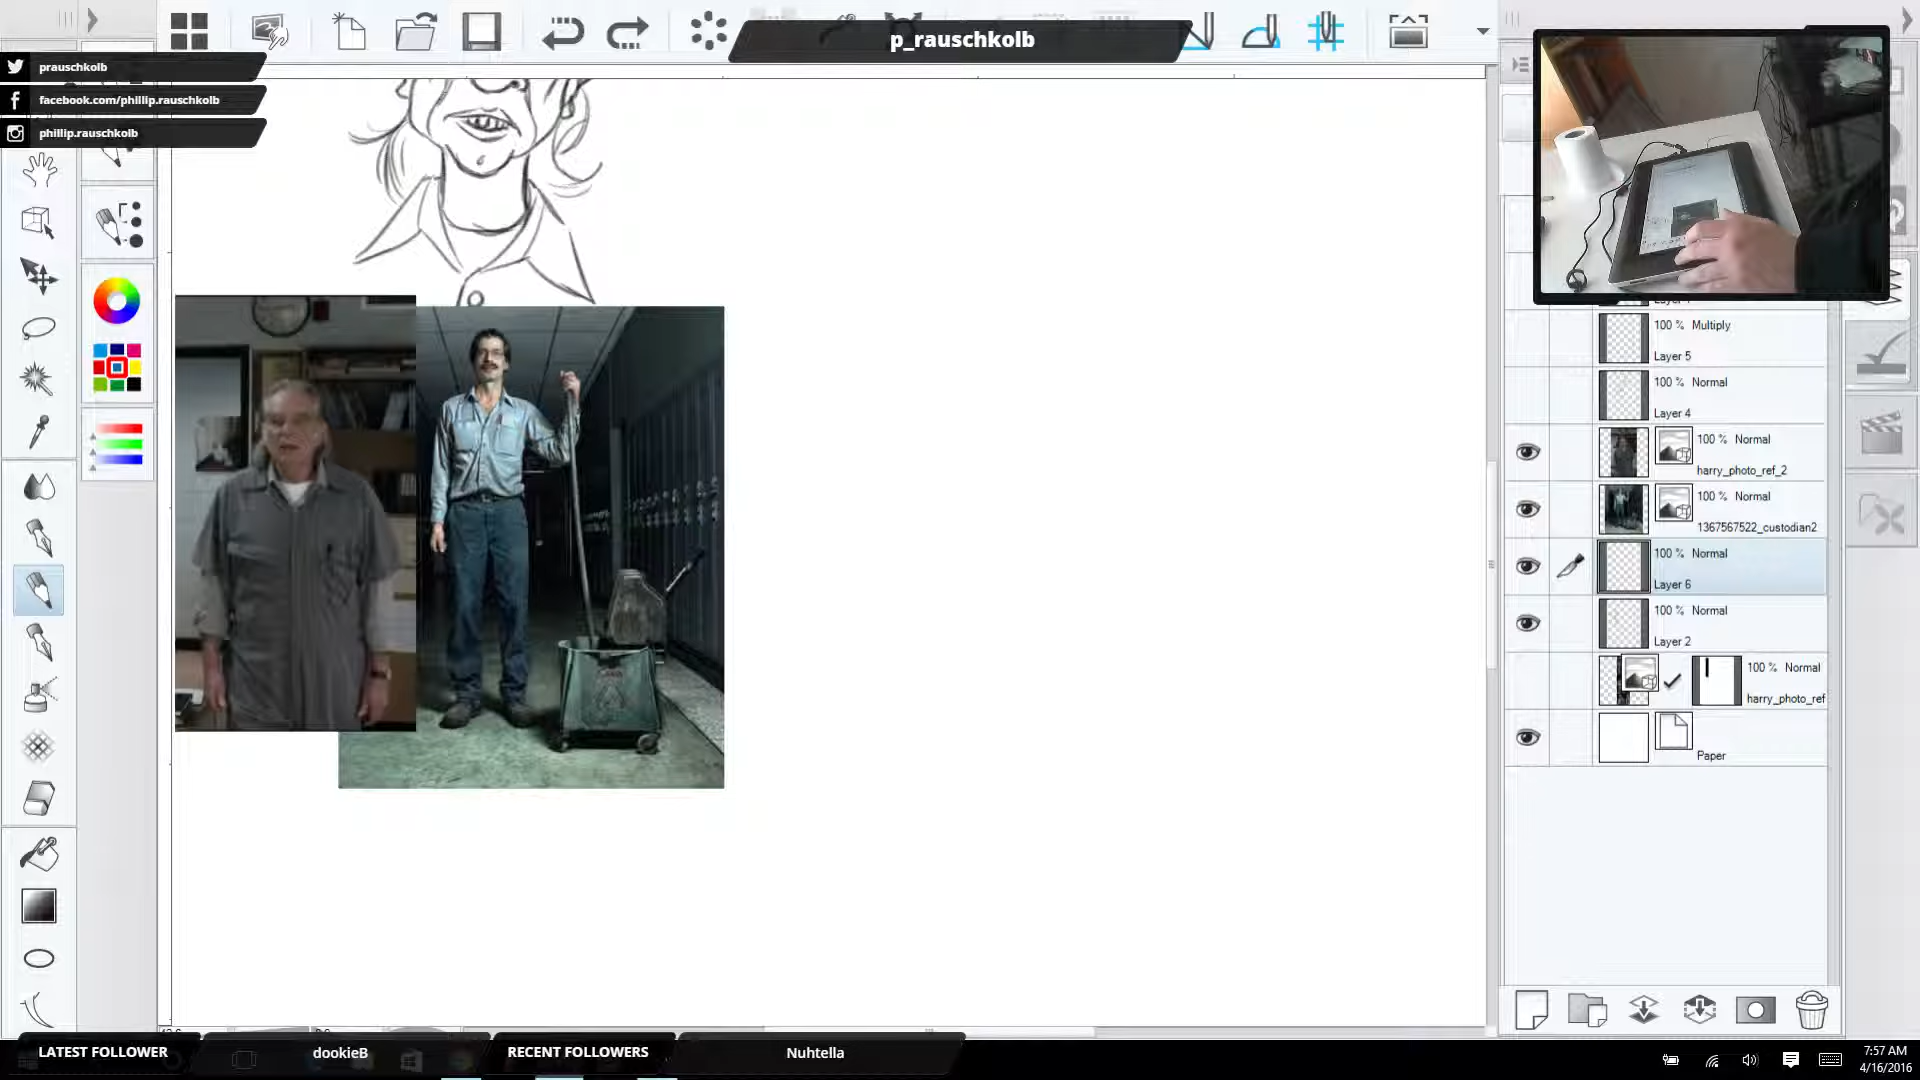 p_rauschkolb
prauschkolb
facebook.com/phillip.rauschkolb
phillip.rauschkolb
100 % Multiply
Layer 5
100 % Normal
Layer 4
100 % Normal
harry_photo_ref_2
100 % Normal
1367567522_custodian2
100 % Normal
Layer 6
100 % Normal
Layer 2
100 % Normal
harry_photo_ref
Paper
LATEST FOLLOWER
dookieB
RECENT FOLLOWERS
Nuhtella
7:57 AM
4/16/2016